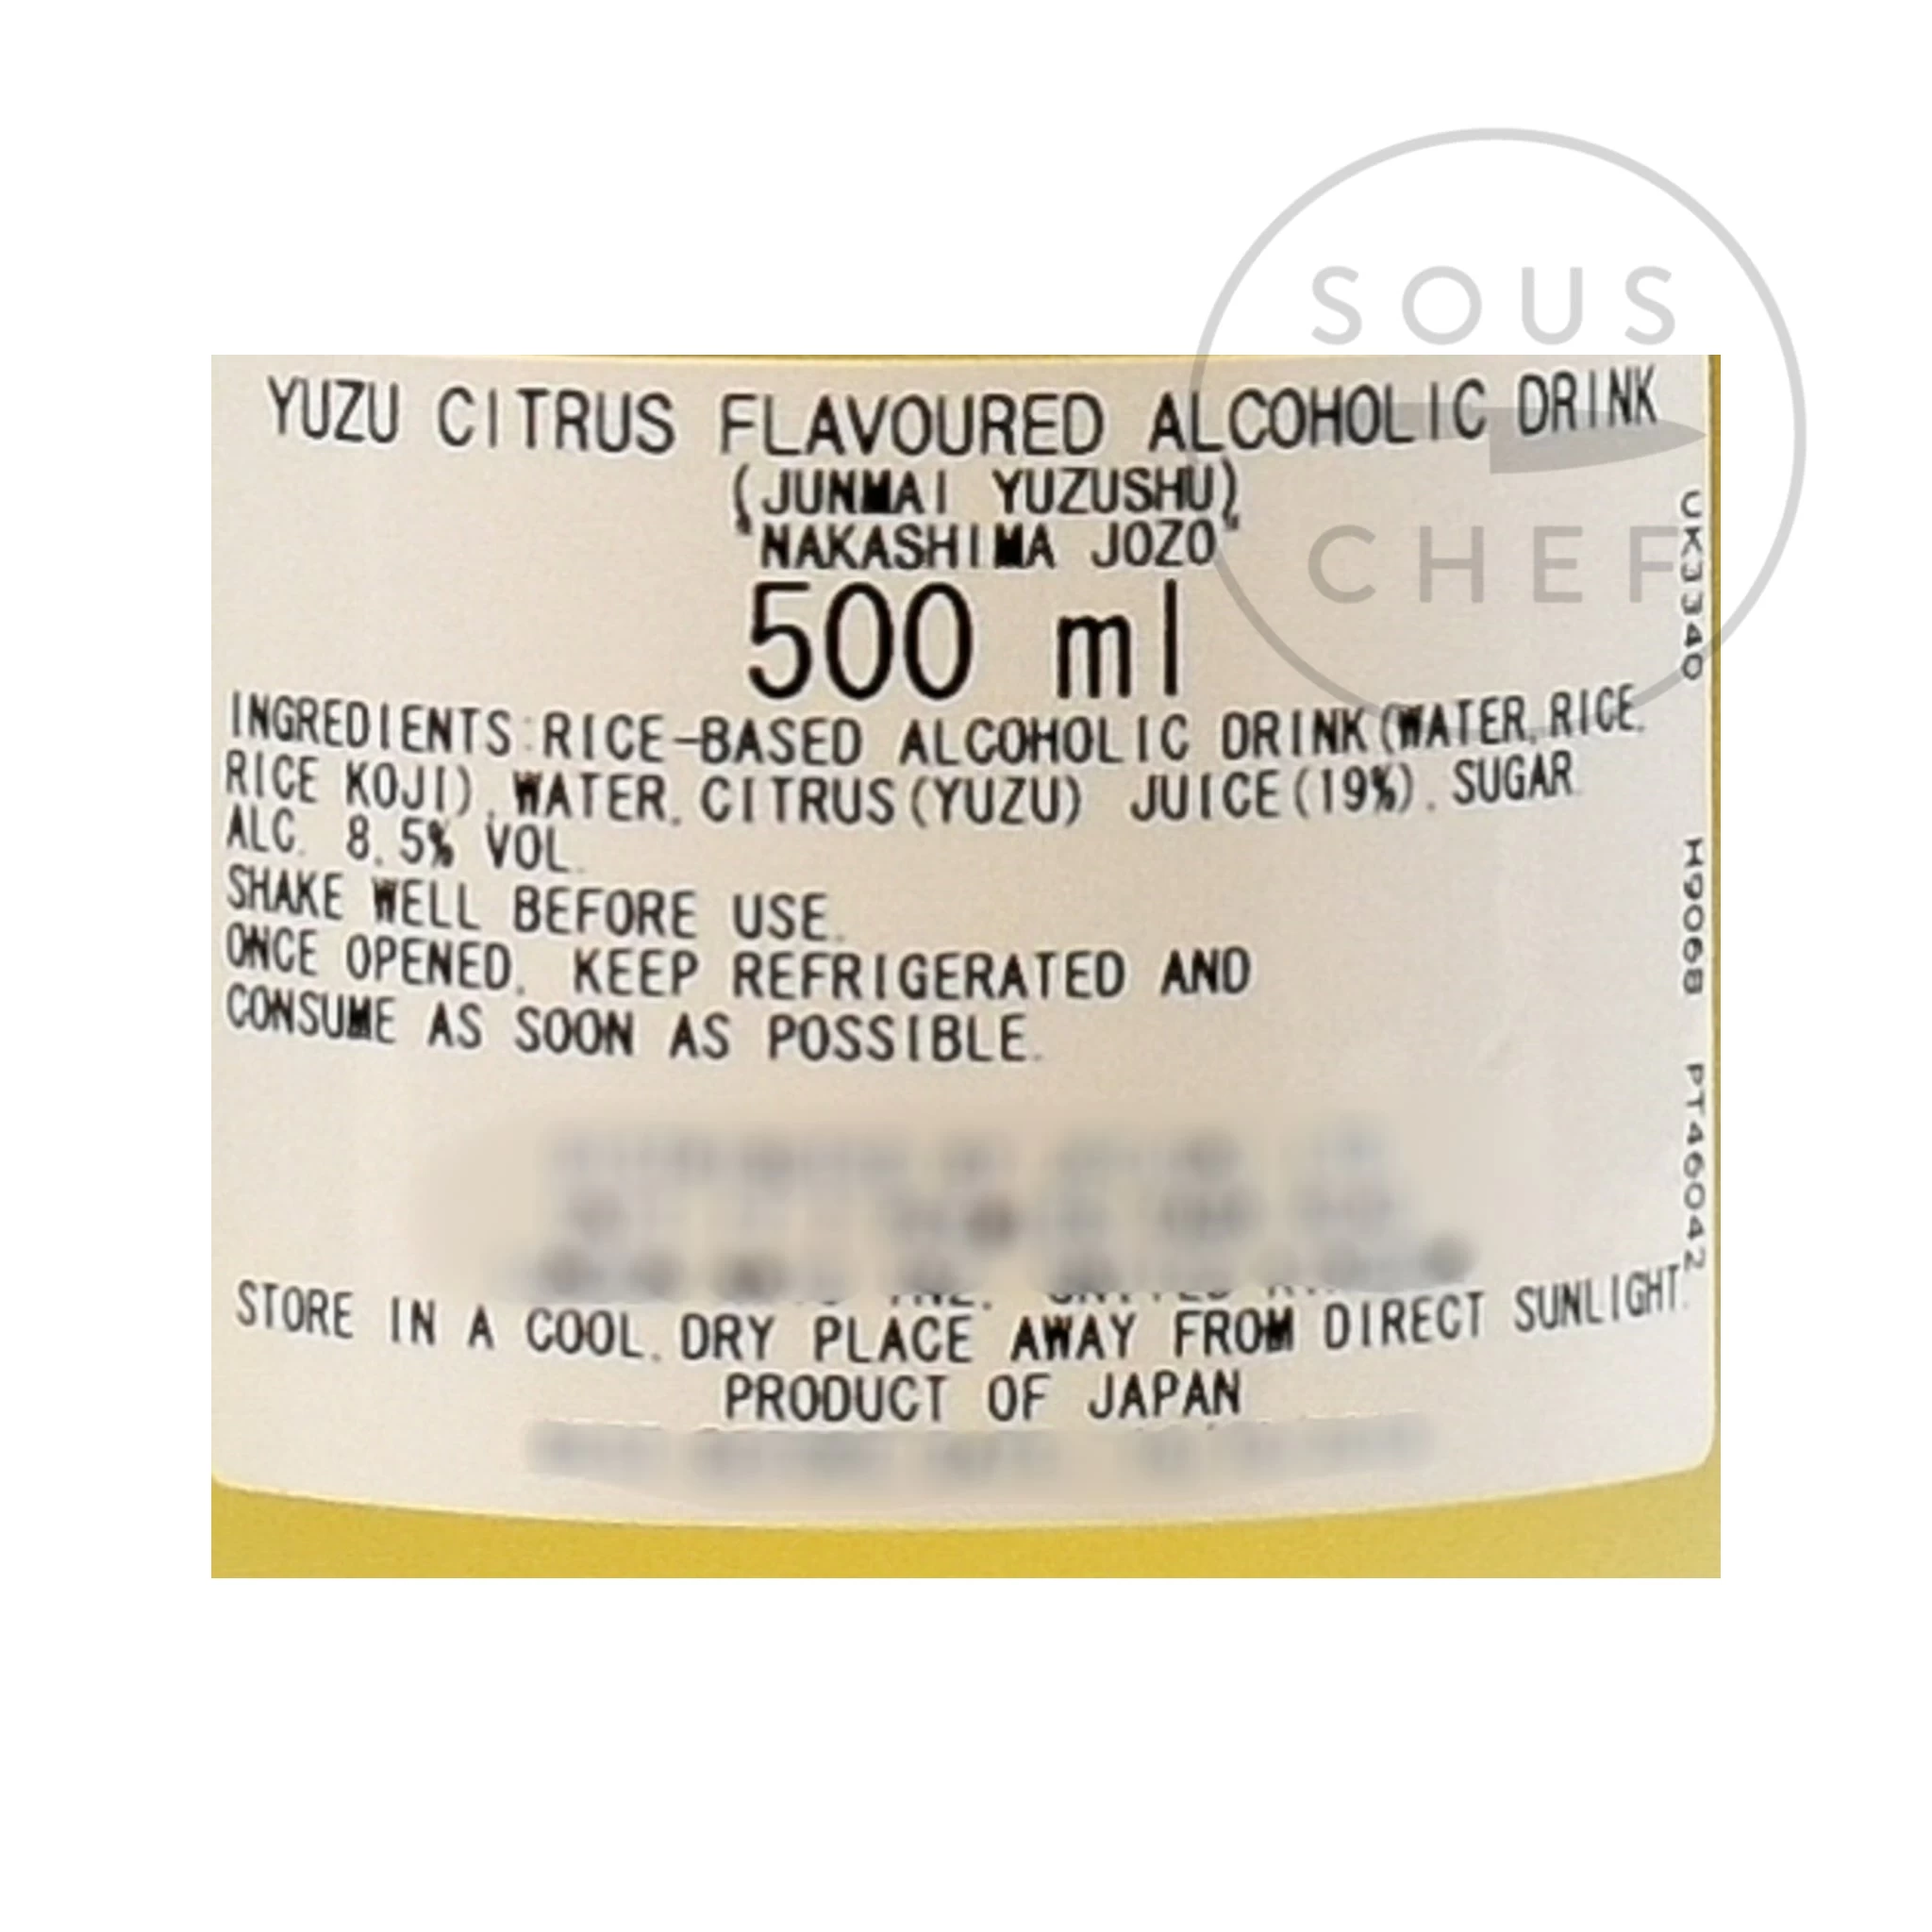 SOUS
CHEF
YUZU CITRUS FLAVOURED ALCOHOLIC DRINK
(JUNMAI YUZUSHU)
"NAKASHIMA JOZO"
500 ml
INGREDIENTS:RICE-BASED ALCOHOLIC DRINK(WATER,RICE,
RICE KOJI),WATER,CITRUS(YUZU) JUICE(19%),SUGAR
ALC. 8.5% VOL.
SHAKE WELL BEFORE USE.
ONCE OPENED, KEEP REFRIGERATED AND
CONSUME AS SOON AS POSSIBLE.
STORE IN A COOL,DRY PLACE AWAY FROM DIRECT SUNLIGHT.
PRODUCT OF JAPAN
UK3340 H9068 PT46042